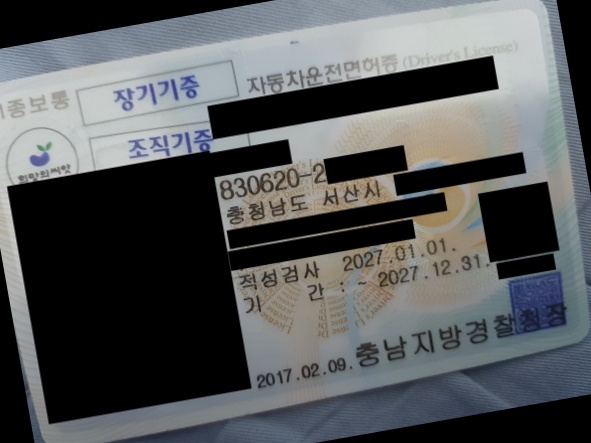 종보통
장기기증
자동차운전면허증 (Driver's License)
조직기증
희망의씨앗
830620-2
충청남도 서산시
적성검사 2027.01.01.
기 간 : ~ 2027.12.31.
2017.02.09. 충남지방경찰청장